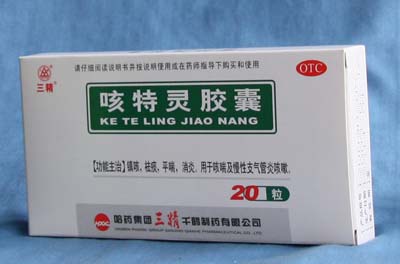 请仔细阅读说明书并按说明使用或在药师指导下购买和使用
OTC
三精®
咳特灵胶囊
KE TE LING JIAO NANG
【功能主治】镇咳、祛痰、平喘、消炎。用于咳喘及慢性支气管炎咳嗽。
20粒
HPGC
哈药集团三精千鹤制药有限公司